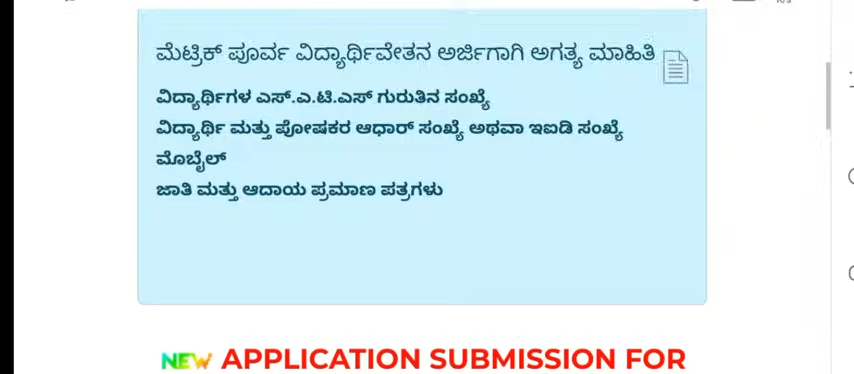 ಮೆಟ್ರಿಕ್ ಪೂರ್ವ ವಿದ್ಯಾರ್ಥಿವೇತನ ಅರ್ಜಿಗಾಗಿ ಅಗತ್ಯ ಮಾಹಿತಿ
ವಿದ್ಯಾರ್ಥಿಗಳ ಎಸ್.ಎ.ಟಿ.ಎಸ್ ಗುರುತಿನ ಸಂಖ್ಯೆ
ವಿದ್ಯಾರ್ಥಿ ಮತ್ತು ಪೋಷಕರ ಆಧಾರ್ ಸಂಖ್ಯೆ ಅಥವಾ ಇಐಡಿ ಸಂಖ್ಯೆ
ಮೊಬೈಲ್
ಜಾತಿ ಮತ್ತು ಆದಾಯ ಪ್ರಮಾಣ ಪತ್ರಗಳು
NEW APPLICATION SUBMISSION FOR